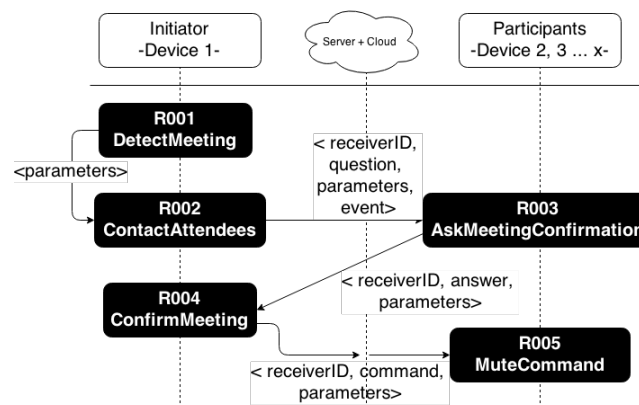 Initiator
-Device 1-
Server + Cloud
Participants
-Device 2, 3 ... x-
R001
DetectMeeting
<parameters>
< receiverID,
question,
parameters,
event>
R002
ContactAttendees
R003
AskMeetingConfirmation
< receiverID, answer,
parameters>
R004
ConfirmMeeting
R005
MuteCommand
< receiverID, command,
parameters>